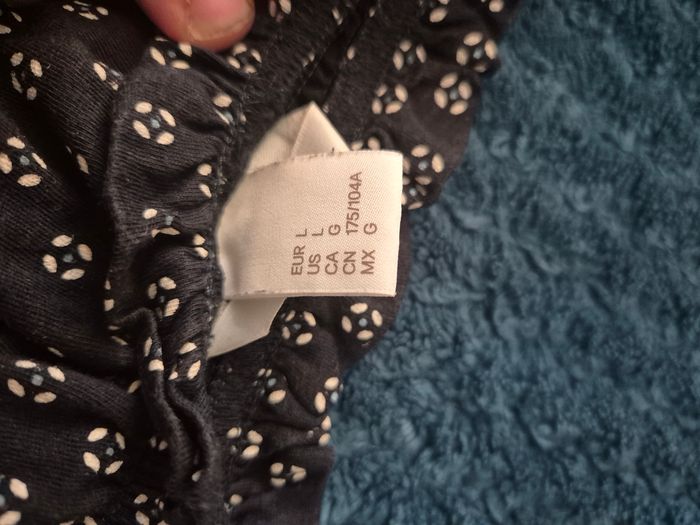 EUR L
US L
CA G
CN 175/104A
MX G